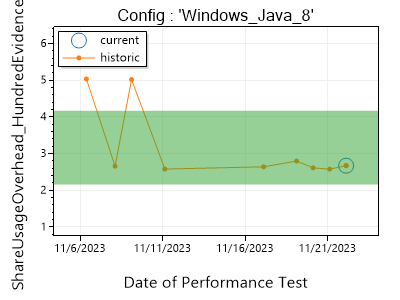 Config : 'Windows_Java_8'
current
historic
ShareUsageOverhead_HundredEvidence
6
5
4
3
2
1
11/6/2023
11/11/2023
11/16/2023
11/21/2023
Date of Performance Test